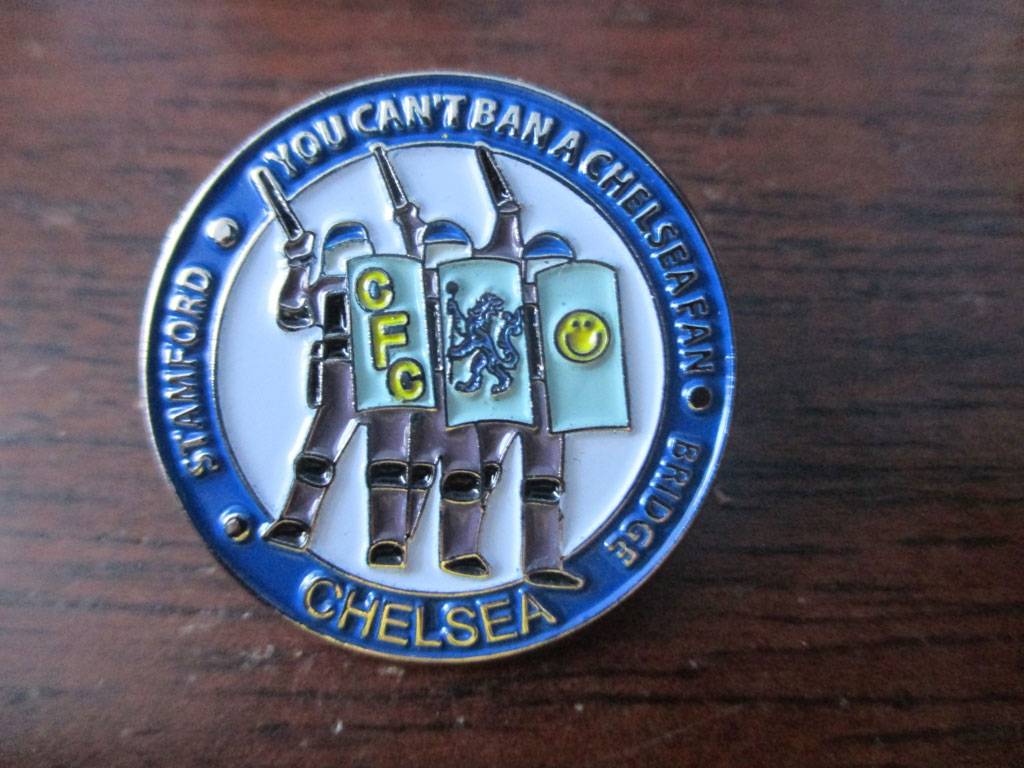 YOU CAN'T BAN A CHELSEA FAN
STAMFORD
BRIDGE
CHELSEA
CFC